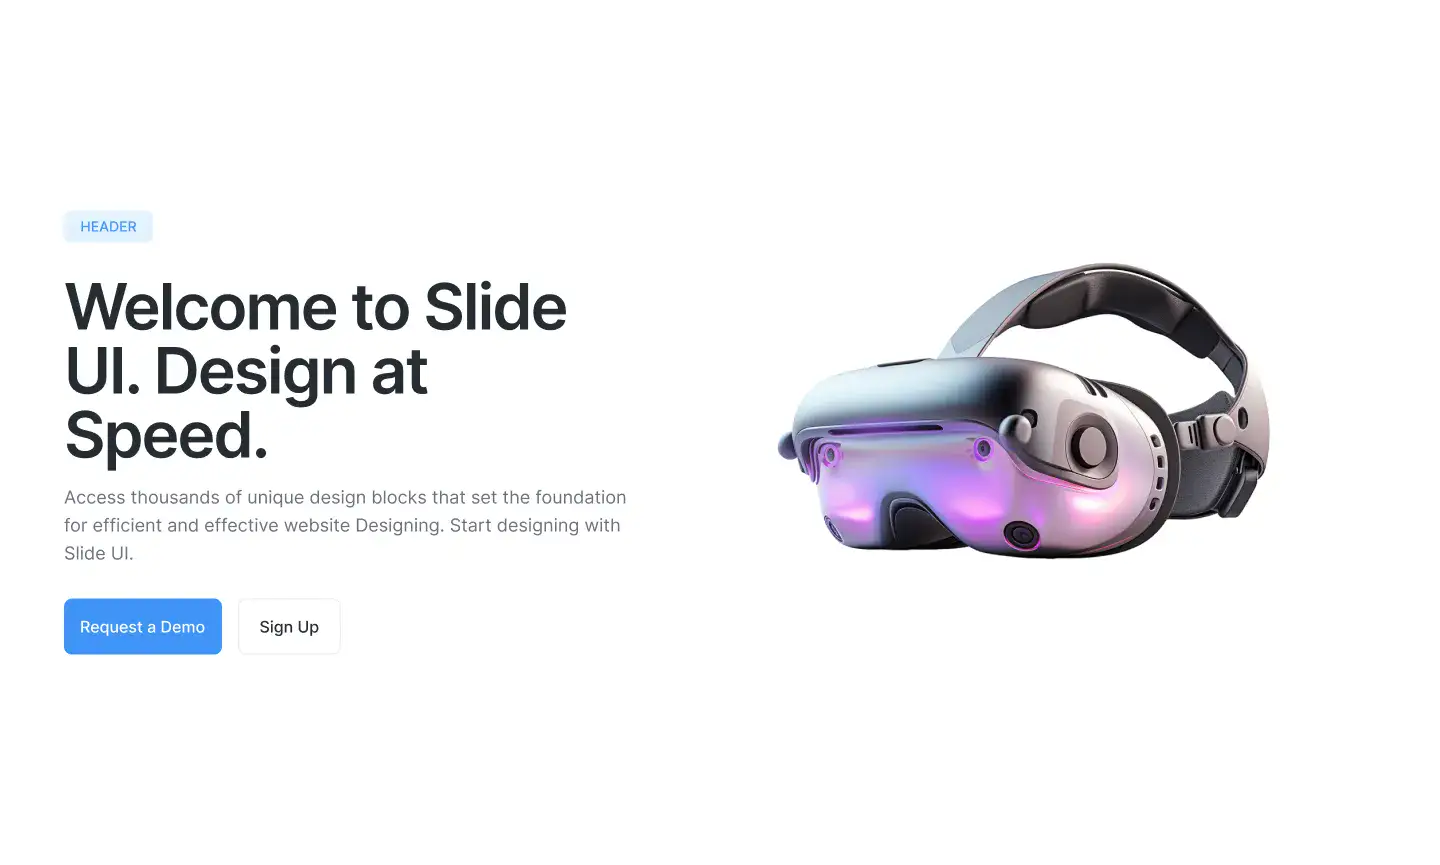 HEADER
Welcome to Slide
UI. Design at
Speed.
Access thousands of unique design blocks that set the foundation
for efficient and effective website Designing. Start designing with
Slide UI.
Request a Demo
Sign Up